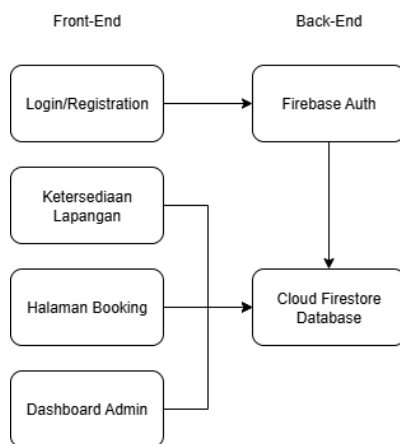 Front-End
Back-End
Login/Registration
Firebase Auth
Ketersediaan
Lapangan
Halaman Booking
Cloud Firestore
Database
Dashboard Admin